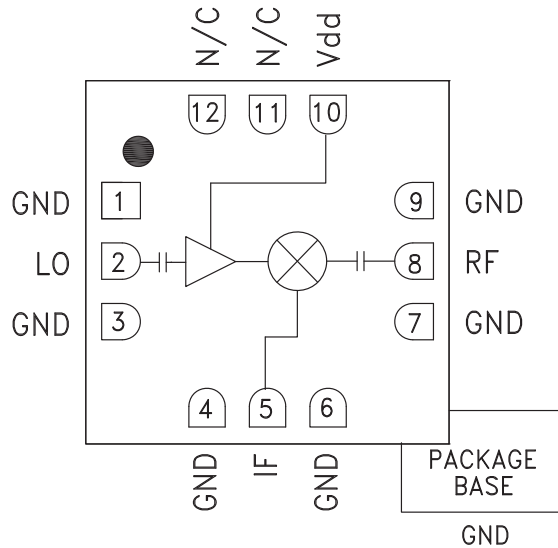 N/C N/C Vdd
12 11 10
GND 1 9 GND
LO 2 8 RF
GND 3 7 GND
4 5 6
GND IF GND
PACKAGE
BASE
GND